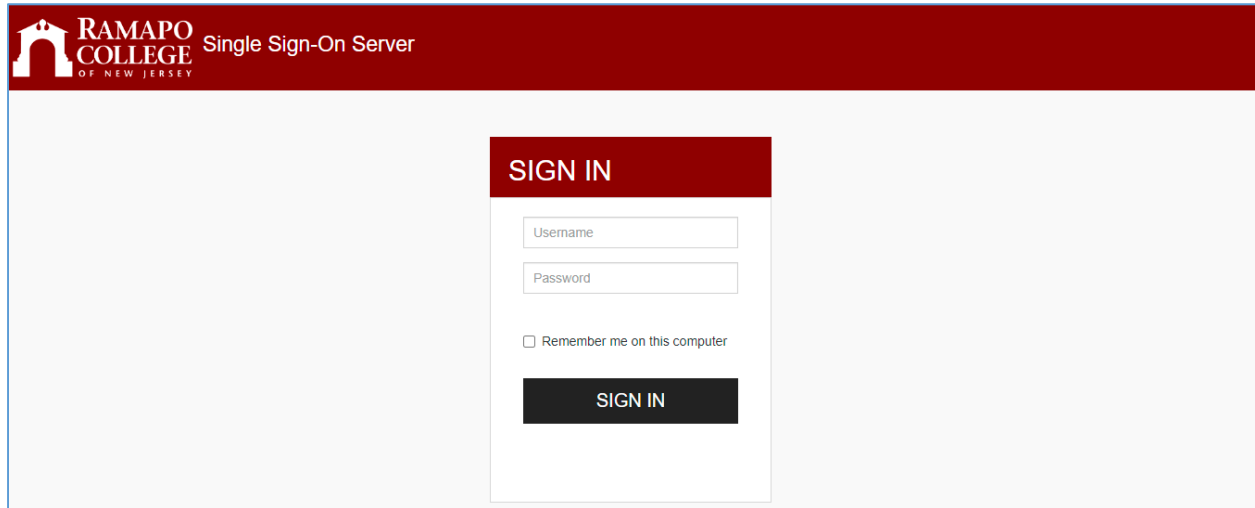 RAMAPO
COLLEGE
OF NEW JERSEY
Single Sign-On Server
SIGN IN
Username
Password
Remember me on this computer
SIGN IN